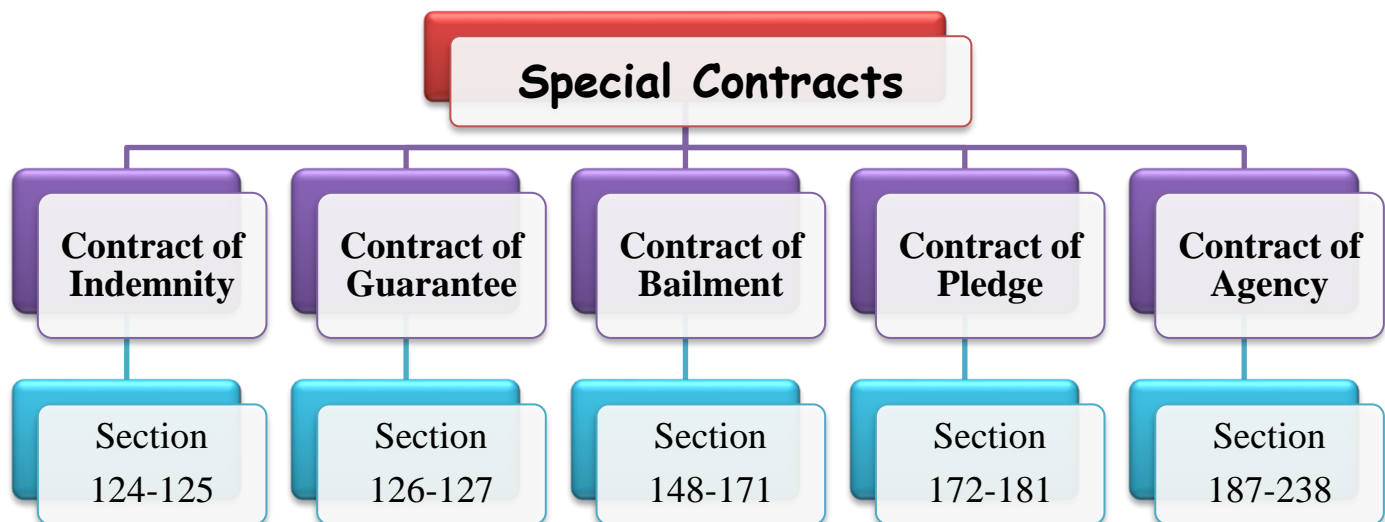 Special Contracts
Contract of
Indemnity
Contract of
Guarantee
Contract of
Bailment
Contract of
Pledge
Contract of
Agency
Section
124-125
Section
126-127
Section
148-171
Section
172-181
Section
187-238